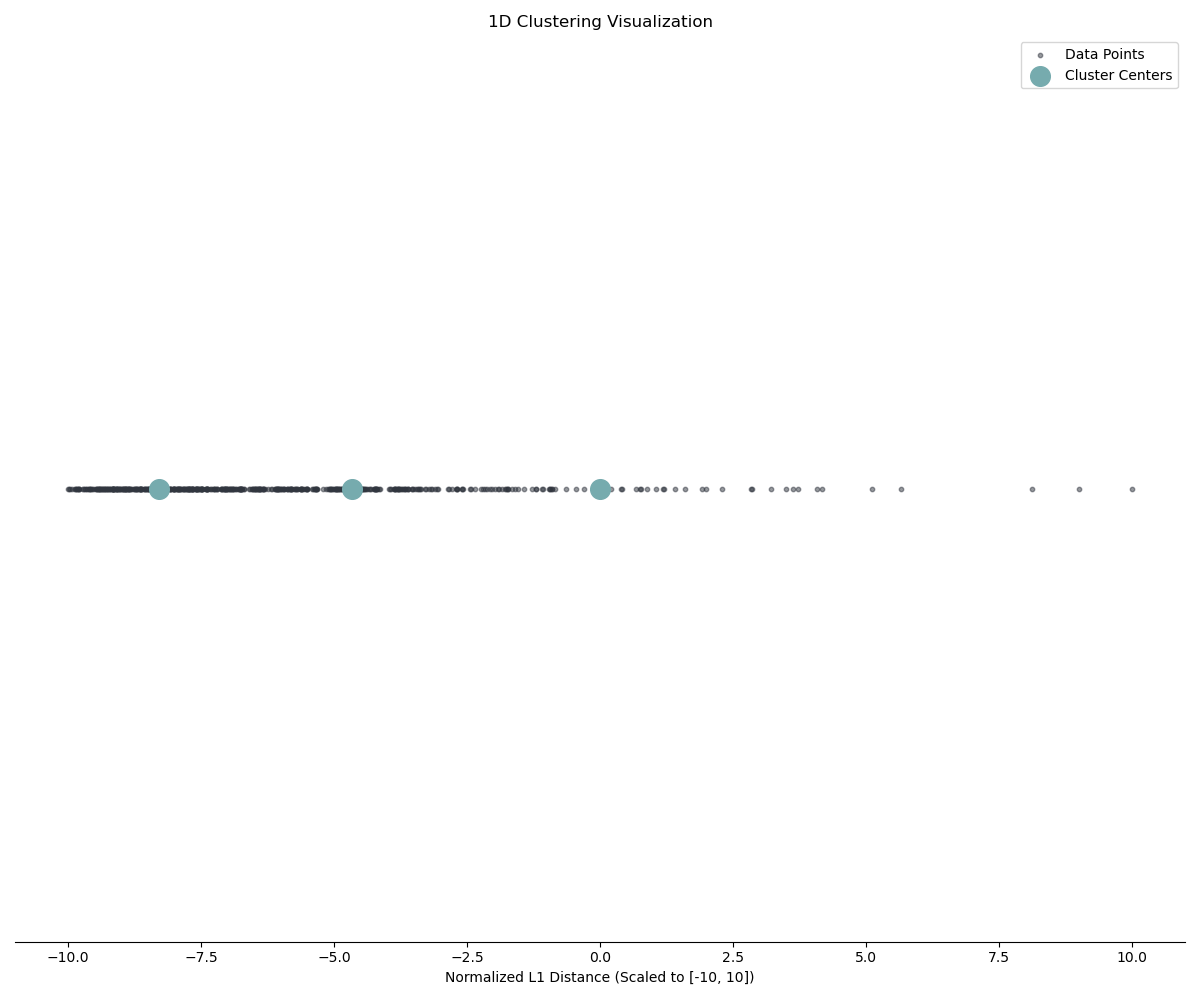 1D Clustering Visualization
Data Points
Cluster Centers
−10.0 −7.5 −5.0 −2.5 0.0 2.5 5.0 7.5 10.0
Normalized L1 Distance (Scaled to [-10, 10])